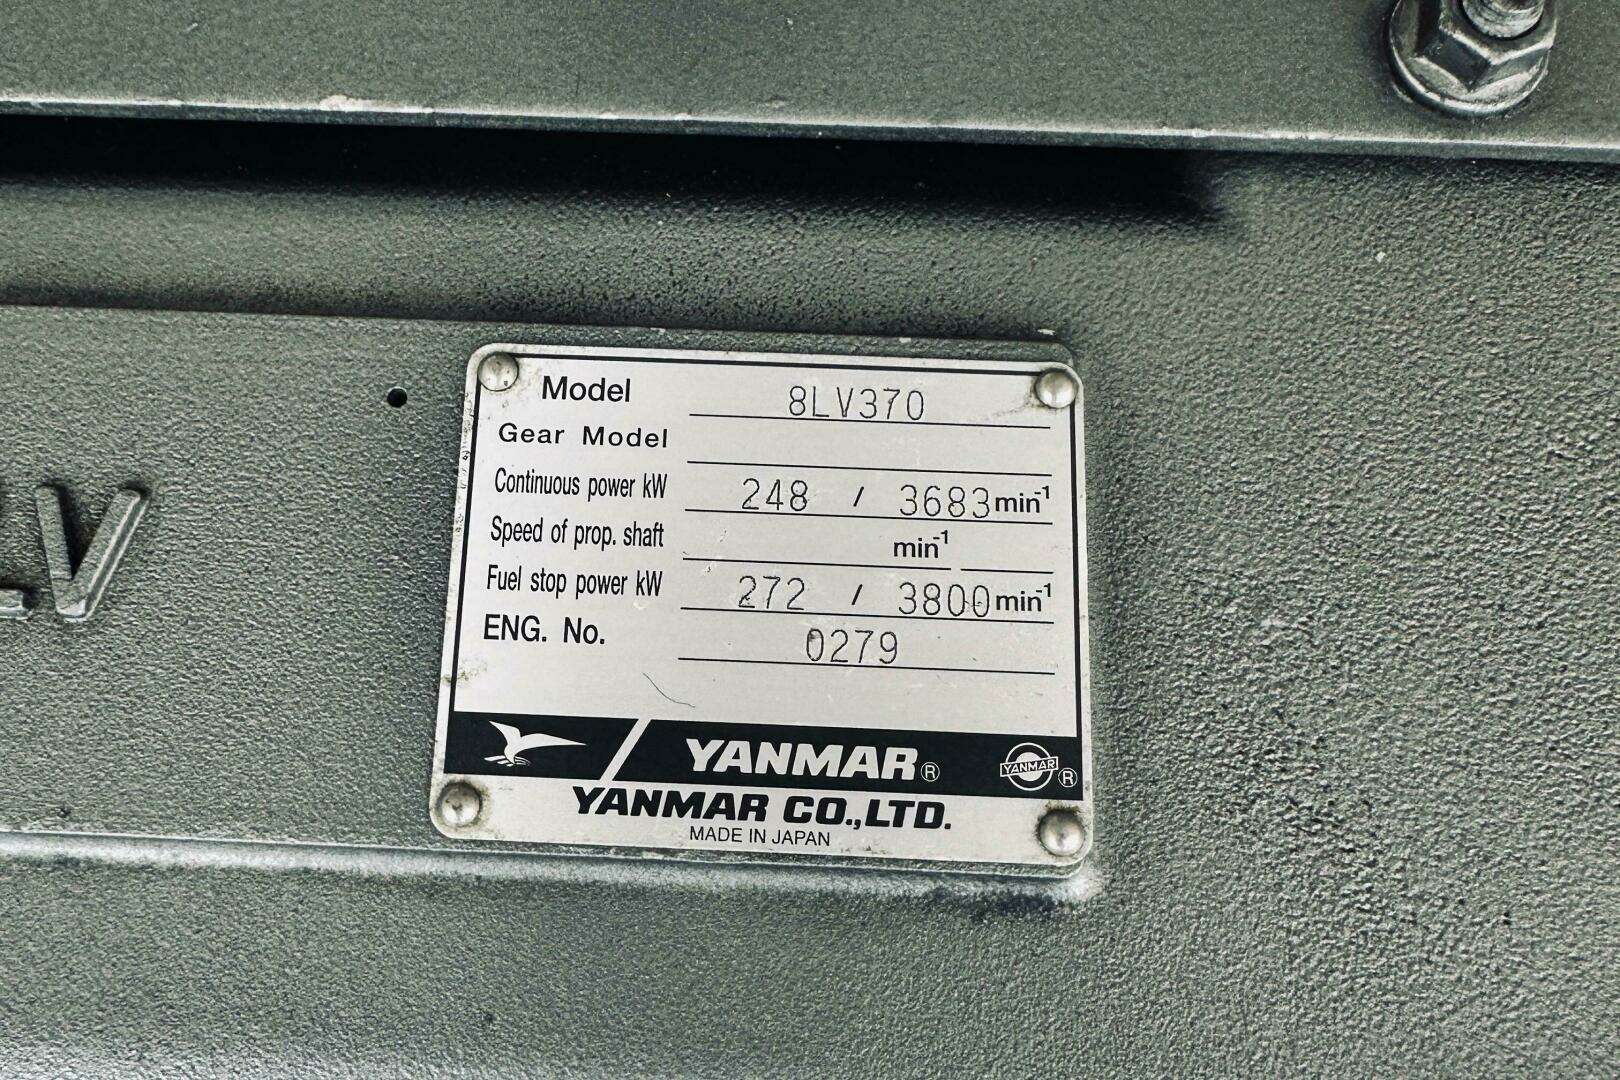 Model 8LV370
Gear Model
Continuous power kW 248 / 3683 min⁻¹
Speed of prop. shaft min⁻¹
Fuel stop power kW 272 / 3800 min⁻¹
ENG. No. 0279
LV
YANMAR®
YANMAR ®
YANMAR CO.,LTD.
MADE IN JAPAN